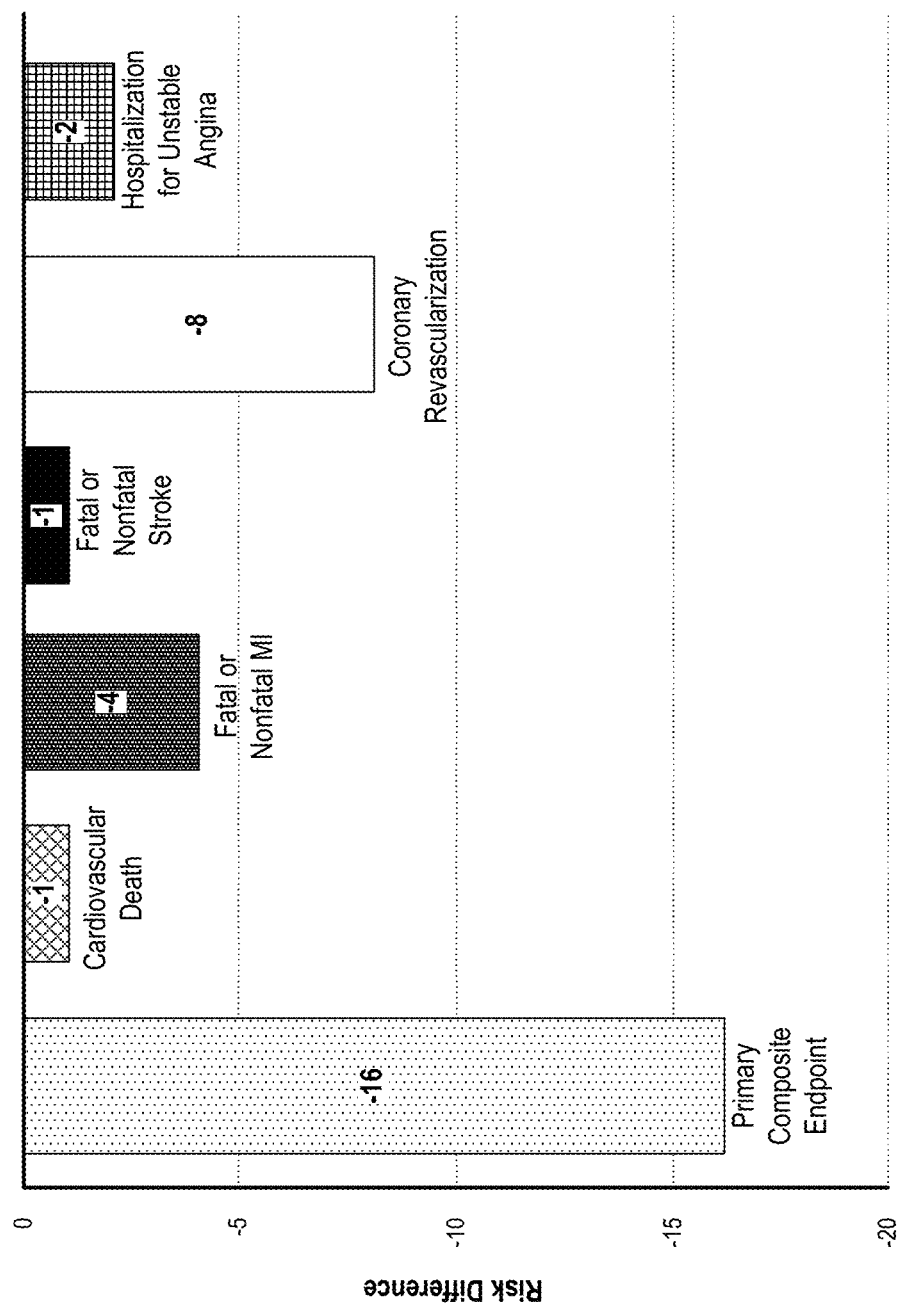 Risk Difference
0
-5
-10
-15
-20
-16
Primary
Composite
Endpoint
-1
Cardiovascular
Death
-4
Fatal or
Nonfatal MI
-1
Fatal or
Nonfatal
Stroke
-8
Coronary
Revascularization
-2
Hospitalization
for Unstable
Angina